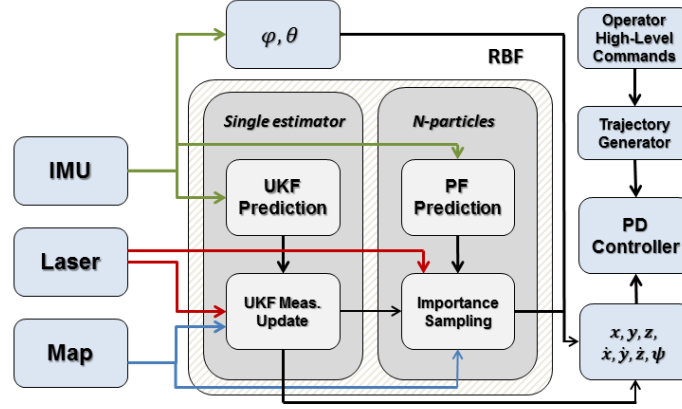 φ, θ
RBF
Operator
High-Level
Commands
Single estimator
N-particles
Trajectory
Generator
IMU
UKF
Prediction
PF
Prediction
PD
Controller
Laser
UKF Meas.
Update
Importance
Sampling
Map
x, y, z,
ẋ, ẏ, ż, ψ